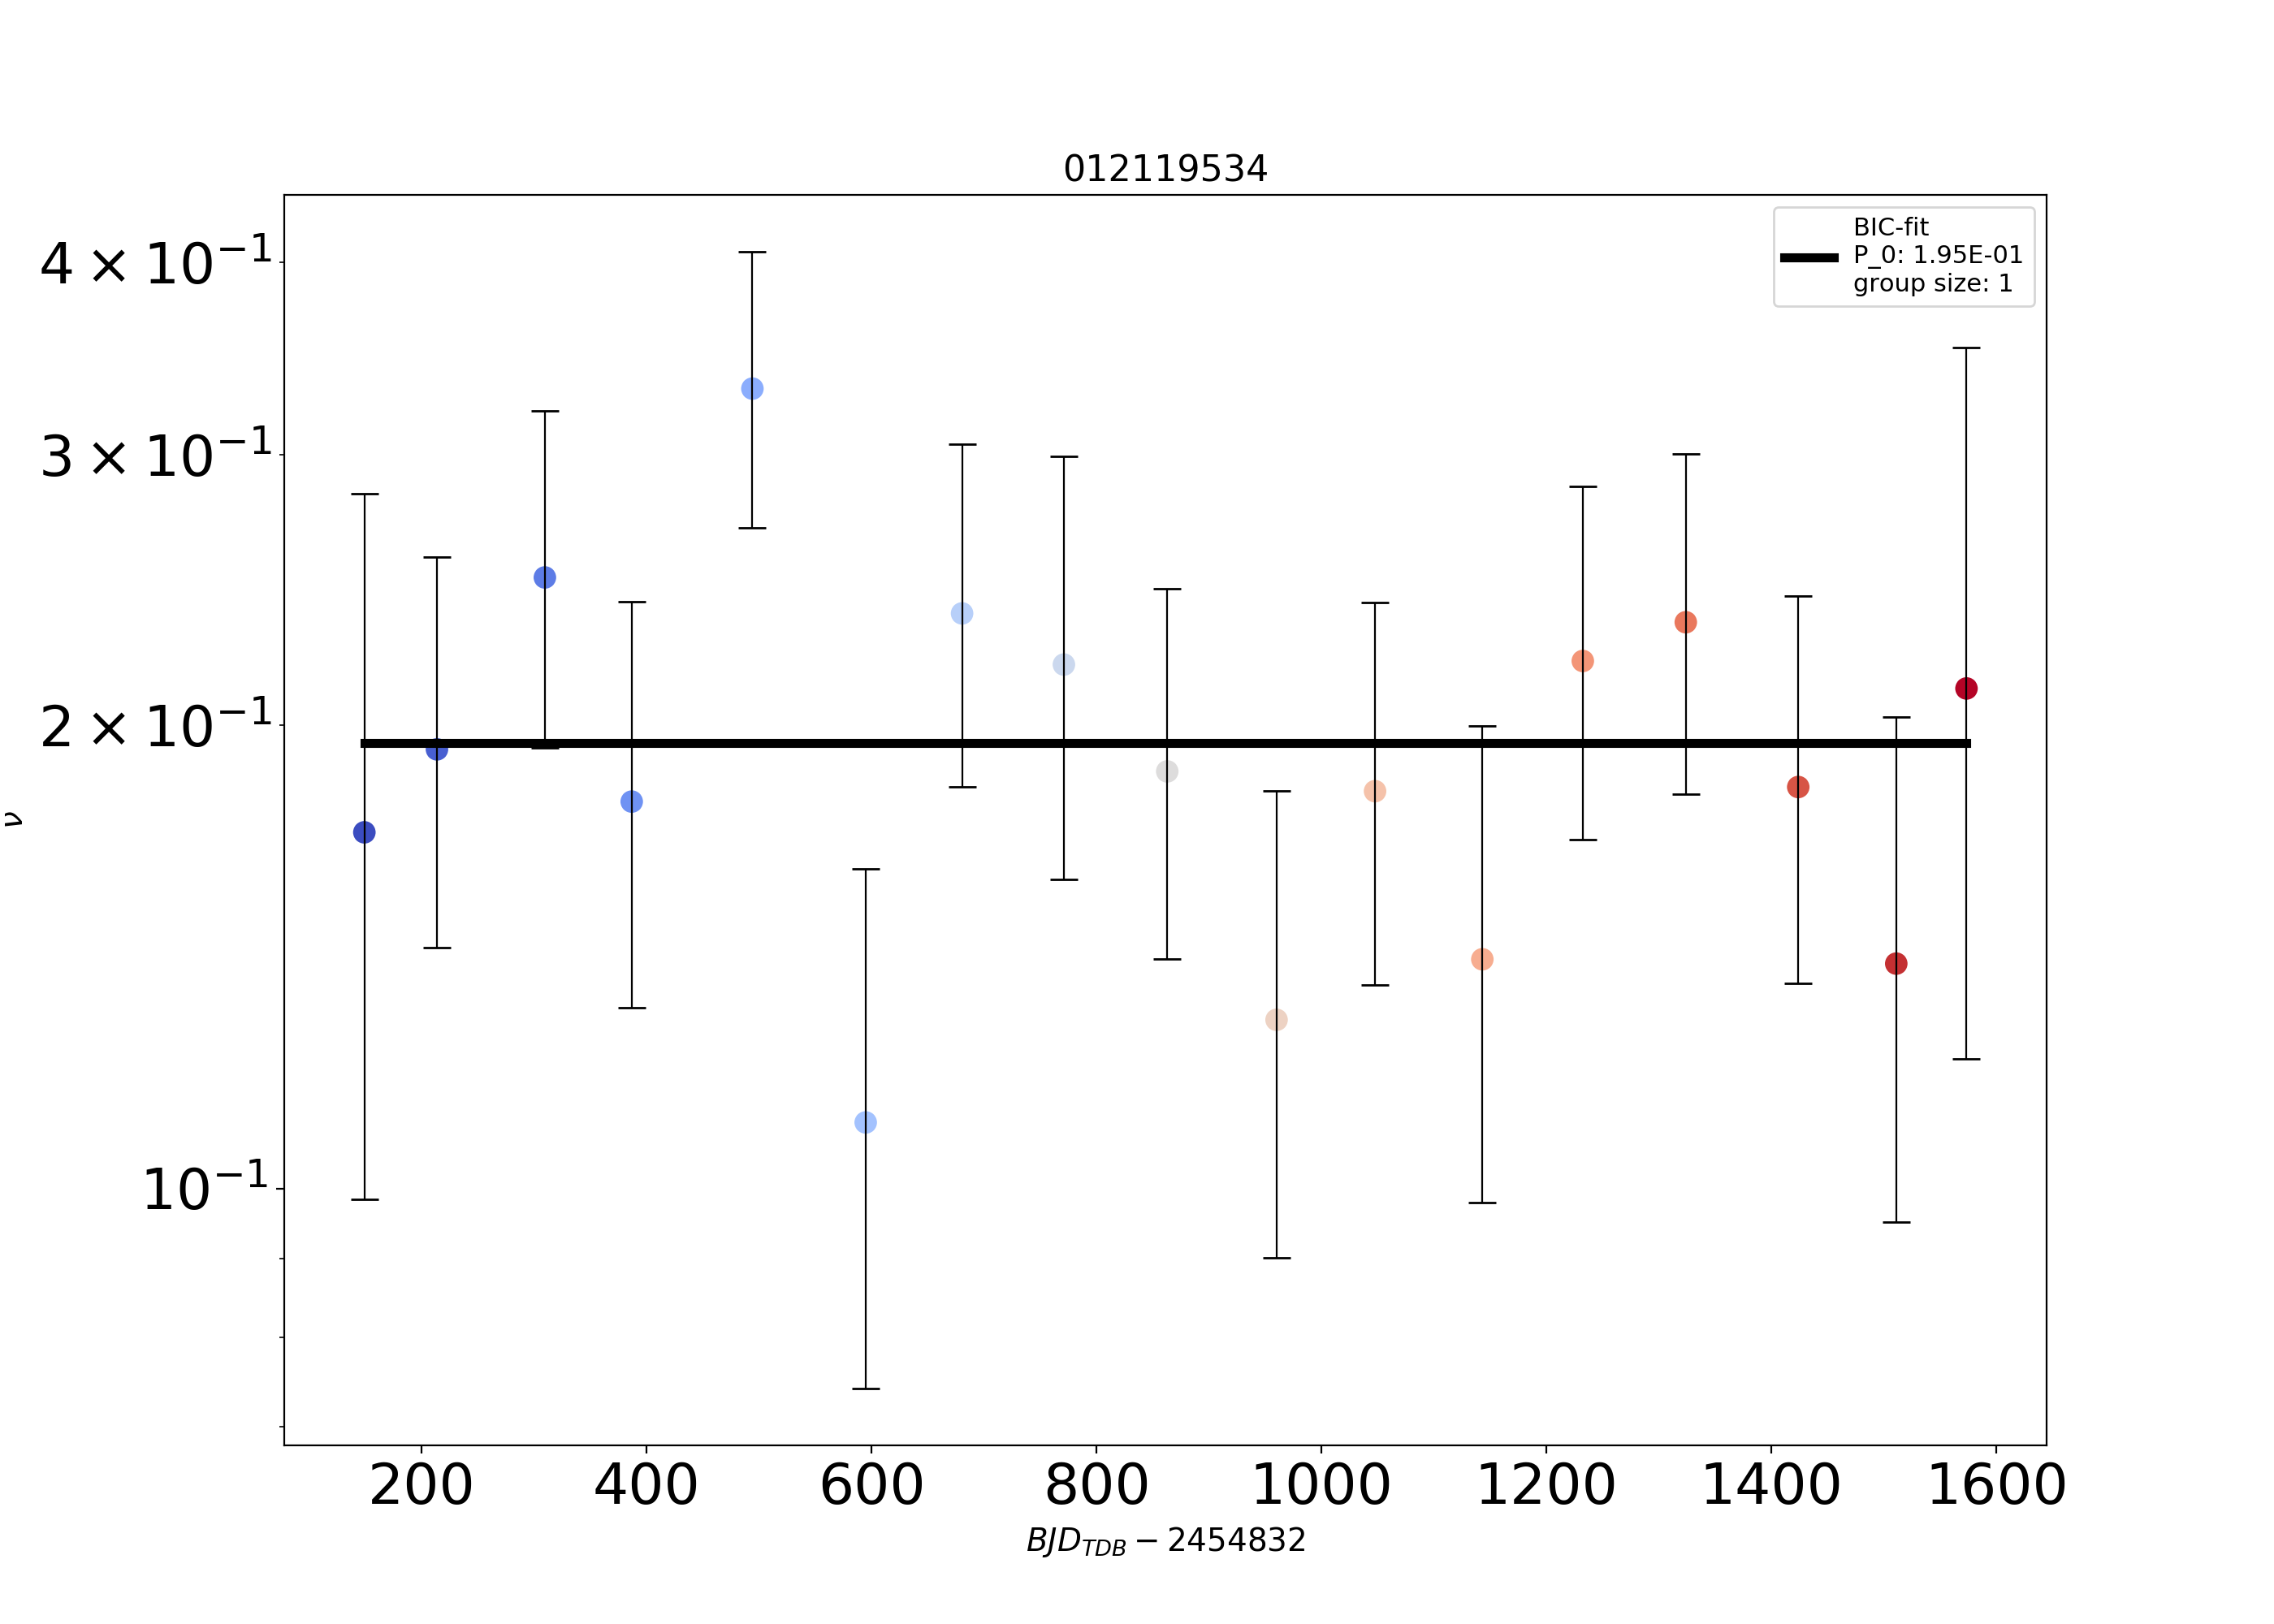 012119534
BIC-fit
P_0: 1.95E-01
group size: 1
4 × 10⁻¹
3 × 10⁻¹
2 × 10⁻¹
10⁻¹
ν
200 400 600 800 1000 1200 1400 1600
BJD_TDB − 2454832